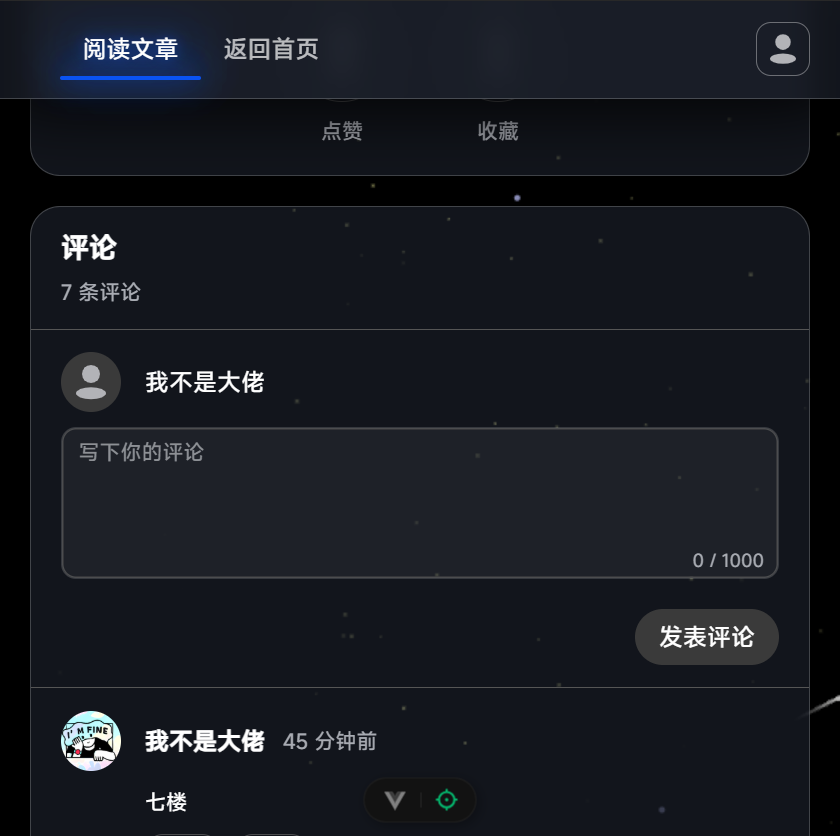 阅读文章 返回首页
点赞 收藏
评论
7 条评论
我不是大佬
写下你的评论
0 / 1000
发表评论
I'M FINE
我不是大佬 45 分钟前
七楼